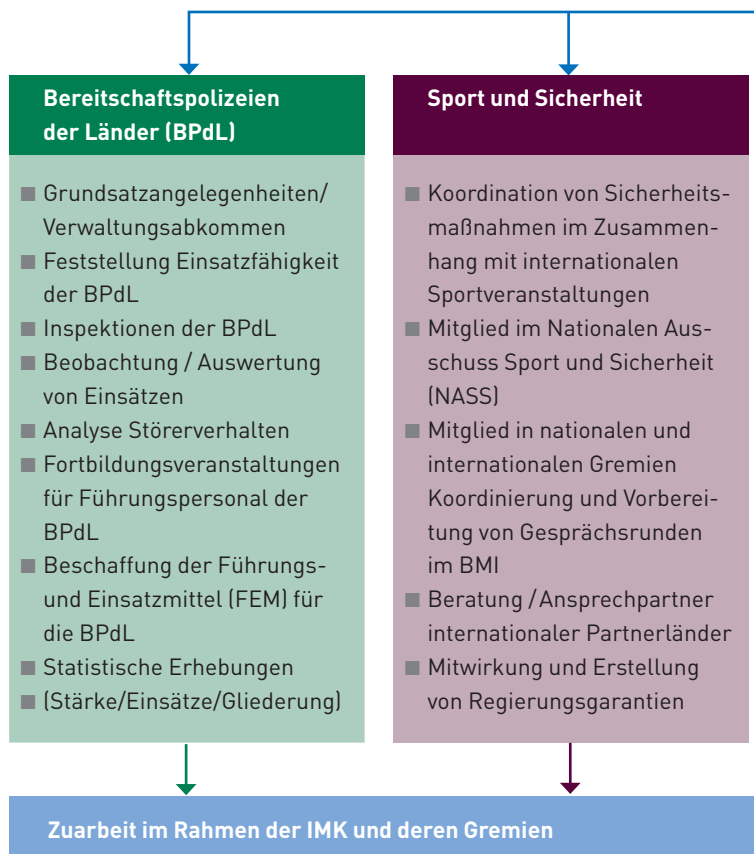 Bereitschaftspolizeien
der Länder (BPdL)
■ Grundsatzangelegenheiten/
Verwaltungsabkommen
■ Feststellung Einsatzfähigkeit
der BPdL
■ Inspektionen der BPdL
■ Beobachtung / Auswertung
von Einsätzen
■ Analyse Störerverhalten
■ Fortbildungsveranstaltungen
für Führungspersonal der
BPdL
■ Beschaffung der Führungs-
und Einsatzmittel (FEM) für
die BPdL
■ Statistische Erhebungen
■ (Stärke/Einsätze/Gliederung)
Sport und Sicherheit
■ Koordination von Sicherheits-
maßnahmen im Zusammen-
hang mit internationalen
Sportveranstaltungen
■ Mitglied im Nationalen Aus-
schuss Sport und Sicherheit
(NASS)
■ Mitglied in nationalen und
internationalen Gremien
Koordinierung und Vorberei-
tung von Gesprächsrunden
im BMI
■ Beratung / Ansprechpartner
internationaler Partnerländer
■ Mitwirkung und Erstellung
von Regierungsgarantien
Zuarbeit im Rahmen der IMK und deren Gremien